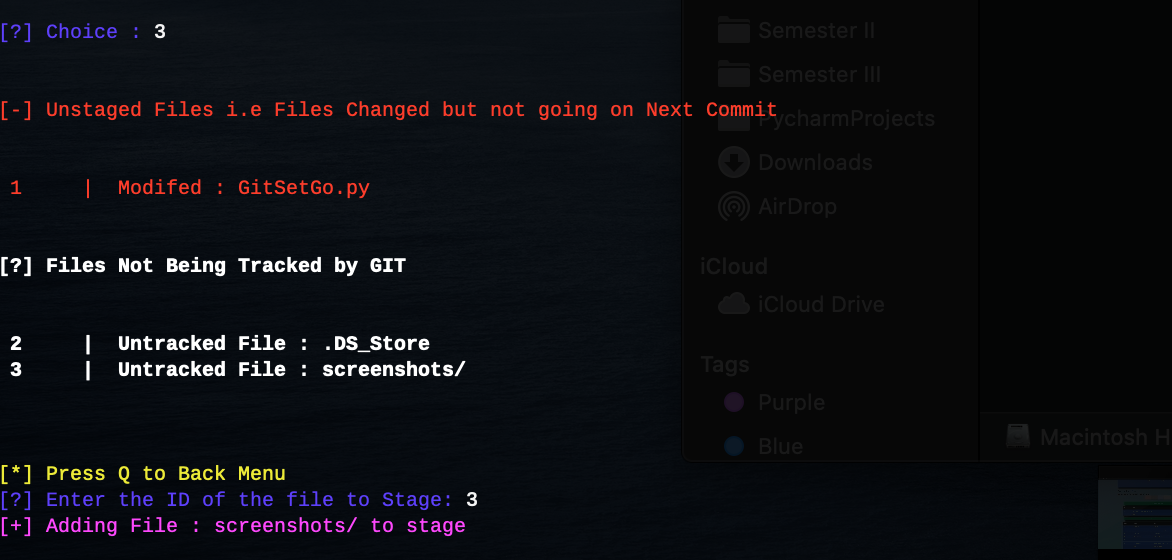 [?] Choice : 3
[-] Unstaged Files i.e Files Changed but not going on Next Commit
1 | Modifed : GitSetGo.py
[?] Files Not Being Tracked by GIT
2 | Untracked File : .DS_Store
3 | Untracked File : screenshots/
[*] Press Q to Back Menu
[?] Enter the ID of the file to Stage: 3
[+] Adding File : screenshots/ to stage
Semester II
Semester III
PycharmProjects
Downloads
AirDrop
iCloud
iCloud Drive
Tags
Purple
Blue
Macintosh H